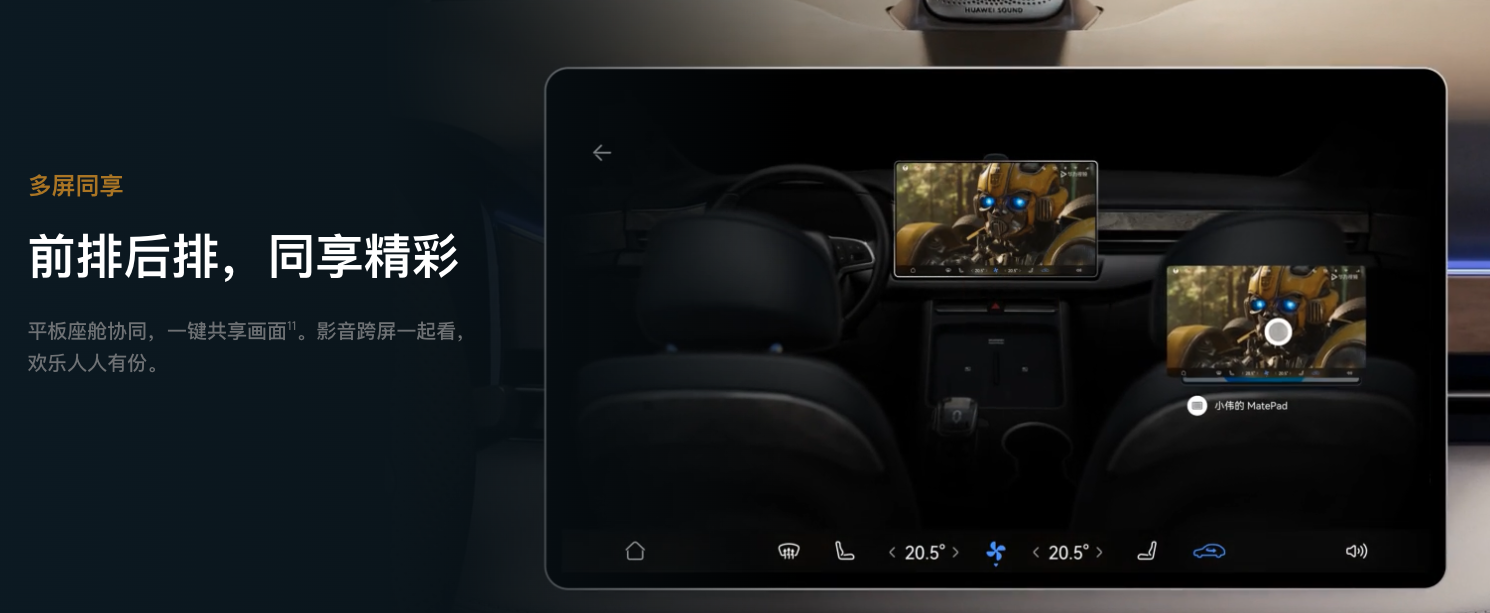 HUAWEI SOUND
多屏同享
前排后排，同享精彩
平板座舱协同，一键共享画面11。影音跨屏一起看，
欢乐人人有份。
小伟的 MatePad
20.5°
20.5°